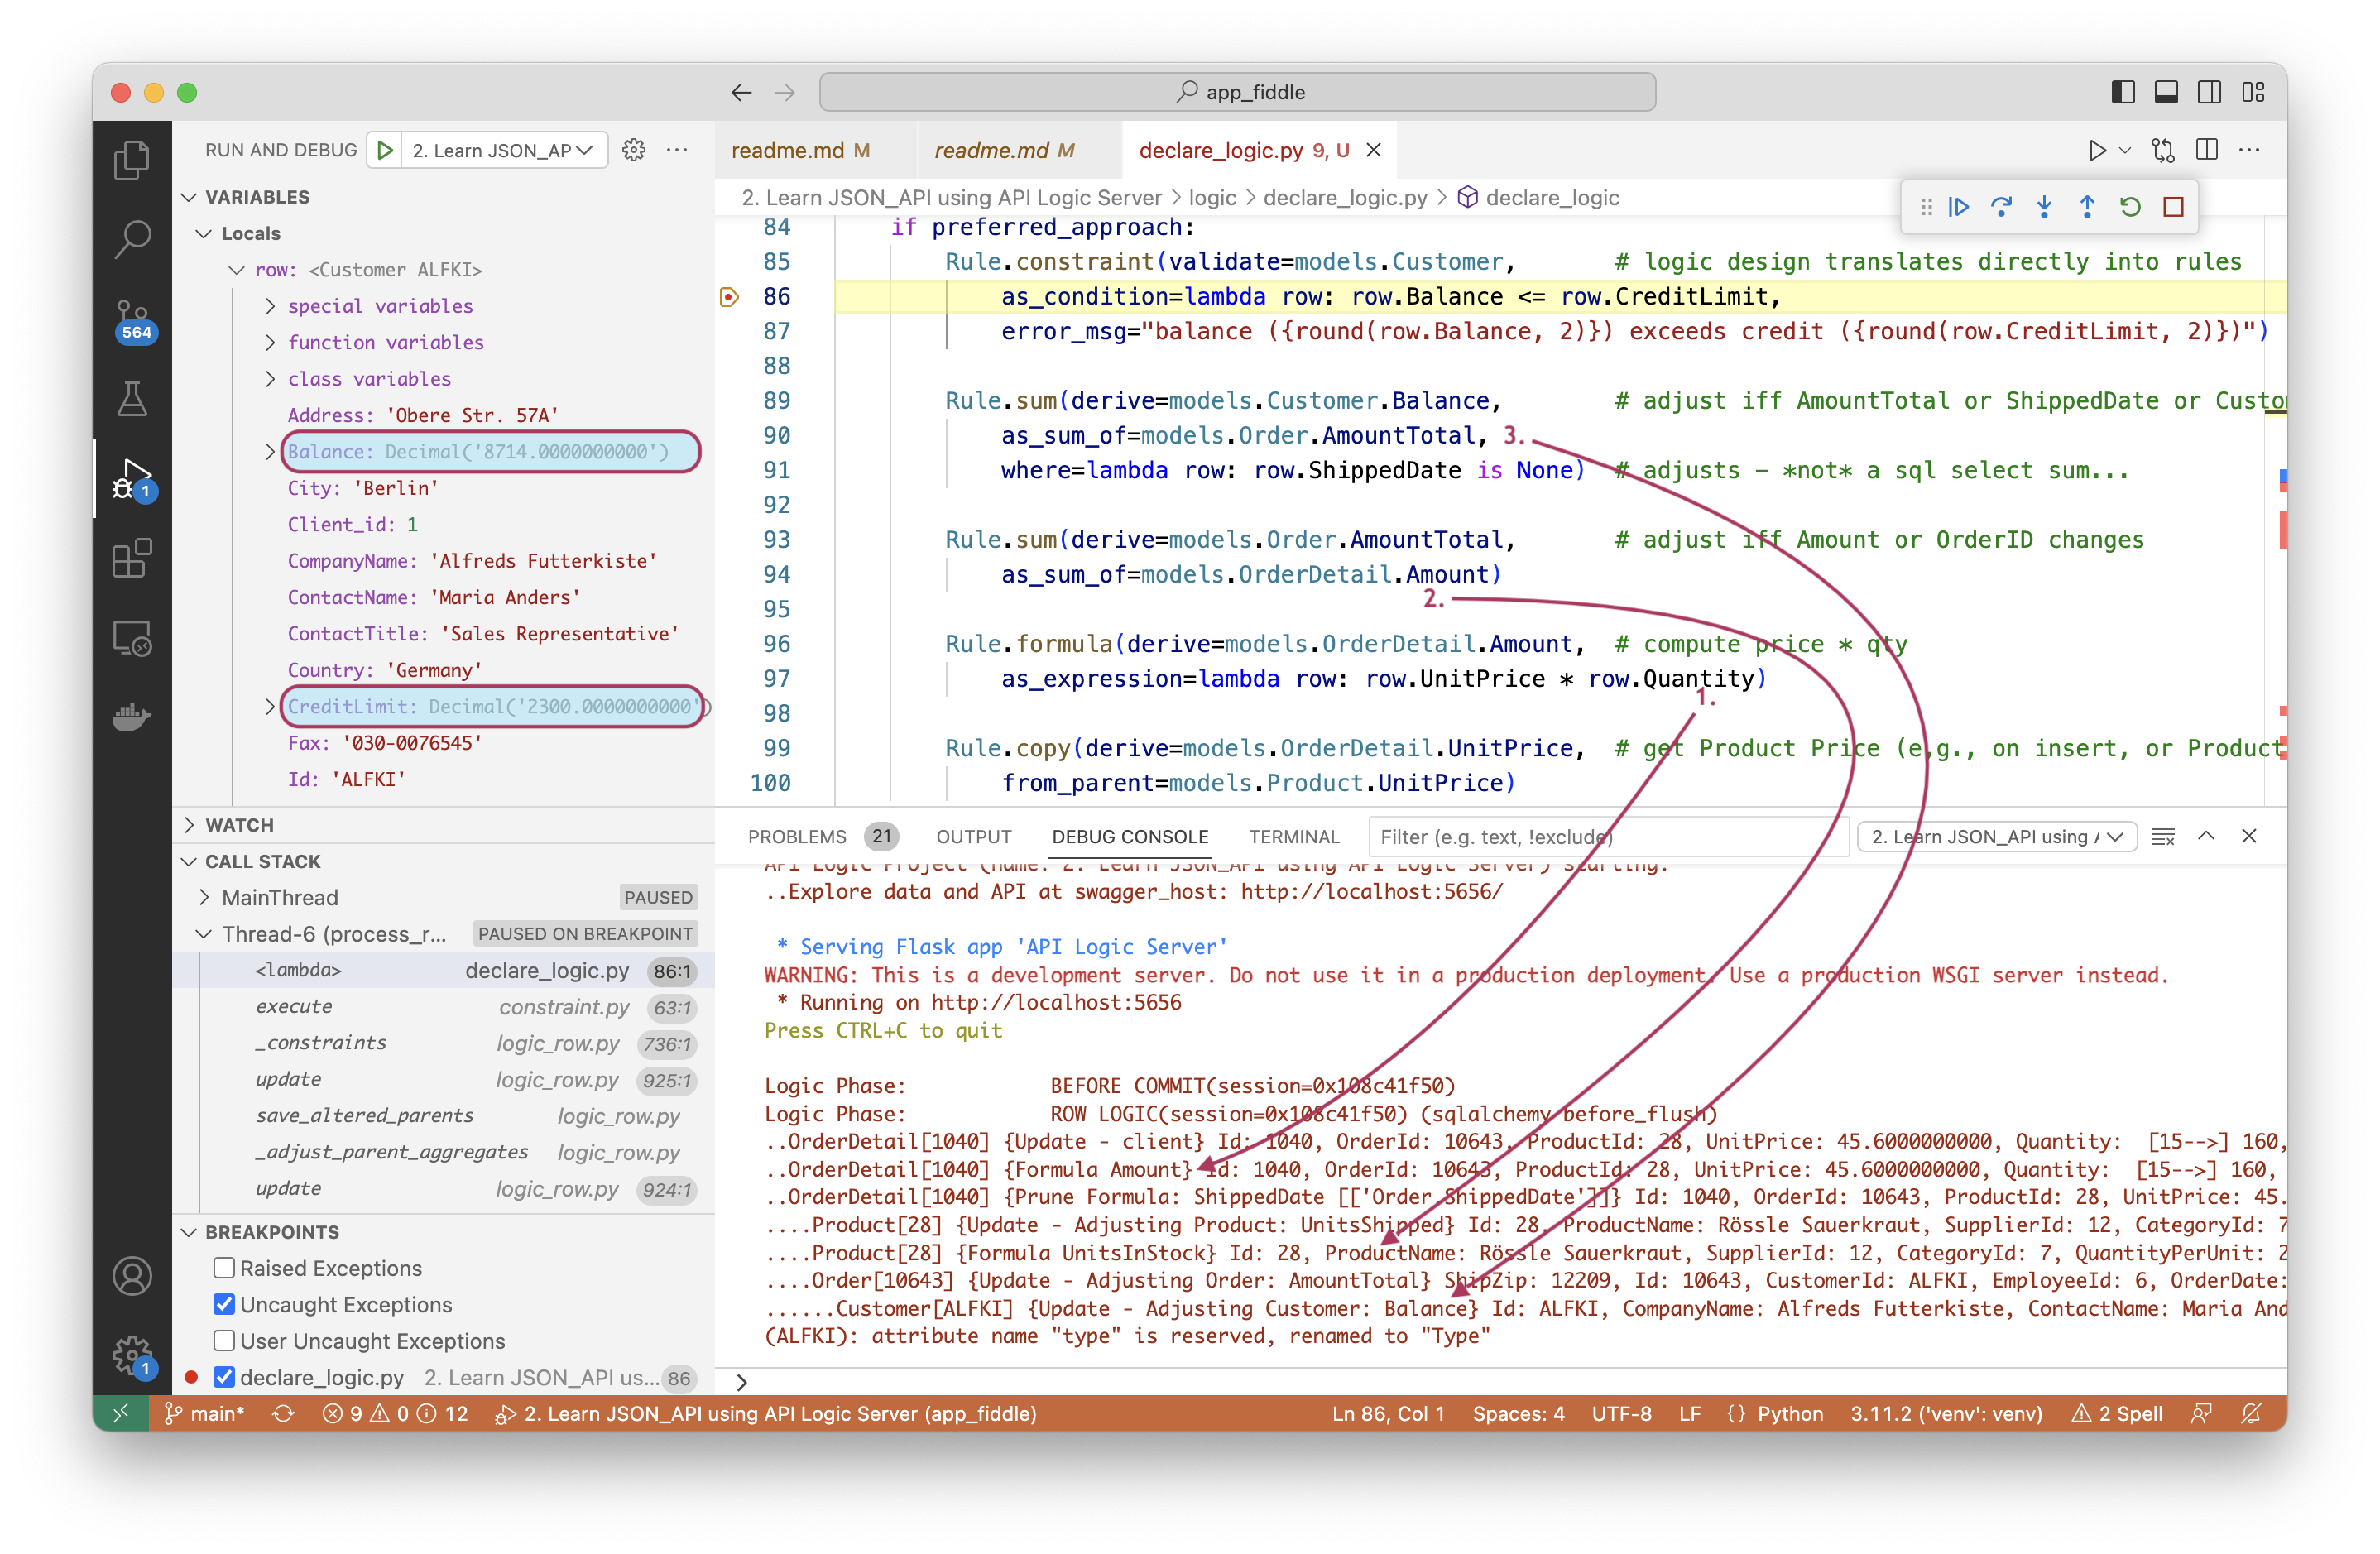 app_fiddle
RUN AND DEBUG
2. Learn JSON_AP
readme.md M
readme.md M
declare_logic.py 9, U
VARIABLES
Locals
row: <Customer ALFKI>
special variables
function variables
class variables
Address: 'Obere Str. 57A'
Balance: Decimal('8714.0000000000')
City: 'Berlin'
Client_id: 1
CompanyName: 'Alfreds Futterkiste'
ContactName: 'Maria Anders'
ContactTitle: 'Sales Representative'
Country: 'Germany'
CreditLimit: Decimal('2300.0000000000')
Fax: '030-0076545'
Id: 'ALFKI'
WATCH
CALL STACK
MainThread PAUSED
Thread-6 (process_r... PAUSED ON BREAKPOINT
<lambda> declare_logic.py 86:1
execute constraint.py 63:1
_constraints logic_row.py 736:1
update logic_row.py 925:1
save_altered_parents logic_row.py
_adjust_parent_aggregates logic_row.py
update logic_row.py 924:1
BREAKPOINTS
Raised Exceptions
Uncaught Exceptions
User Uncaught Exceptions
declare_logic.py 2. Learn JSON_API us... 86
564
1
1
2. Learn JSON_API using API Logic Server > logic > declare_logic.py > declare_logic
84 if preferred_approach:
85 Rule.constraint(validate=models.Customer, # logic design translates directly into rules
86 as_condition=lambda row: row.Balance <= row.CreditLimit,
87 error_msg="balance ({round(row.Balance, 2)}) exceeds credit ({round(row.CreditLimit, 2)})")
88
89 Rule.sum(derive=models.Customer.Balance, # adjust iff AmountTotal or ShippedDate or Custo
90 as_sum_of=models.Order.AmountTotal, 3.
91 where=lambda row: row.ShippedDate is None) # adjusts - *not* a sql select sum...
92
93 Rule.sum(derive=models.Order.AmountTotal, # adjust iff Amount or OrderID changes
94 as_sum_of=models.OrderDetail.Amount)
95 2.
96 Rule.formula(derive=models.OrderDetail.Amount, # compute price * qty
97 as_expression=lambda row: row.UnitPrice * row.Quantity)
98 1.
99 Rule.copy(derive=models.OrderDetail.UnitPrice, # get Product Price (e,g., on insert, or Product
100 from_parent=models.Product.UnitPrice)
PROBLEMS 21 OUTPUT DEBUG CONSOLE TERMINAL Filter (e.g. text, !exclude) 2. Learn JSON_API using /
API Logic Project (name: 2. Learn JSON_API using API Logic Server) starting.
..Explore data and API at swagger_host: http://localhost:5656/
* Serving Flask app 'API Logic Server'
WARNING: This is a development server. Do not use it in a production deployment. Use a production WSGI server instead.
* Running on http://localhost:5656
Press CTRL+C to quit
Logic Phase: BEFORE COMMIT(session=0x108c41f50)
Logic Phase: ROW LOGIC(session=0x108c41f50) (sqlalchemy before_flush)
..OrderDetail[1040] {Update - client} Id: 1040, OrderId: 10643, ProductId: 28, UnitPrice: 45.6000000000, Quantity: [15-->] 160,
..OrderDetail[1040] {Formula Amount} Id: 1040, OrderId: 10643, ProductId: 28, UnitPrice: 45.6000000000, Quantity: [15-->] 160,
..OrderDetail[1040] {Prune Formula: ShippedDate [['Order.ShippedDate']]} Id: 1040, OrderId: 10643, ProductId: 28, UnitPrice: 45.
....Product[28] {Update - Adjusting Product: UnitsShipped} Id: 28, ProductName: Rössle Sauerkraut, SupplierId: 12, CategoryId: 7
....Product[28] {Formula UnitsInStock} Id: 28, ProductName: Rössle Sauerkraut, SupplierId: 12, CategoryId: 7, QuantityPerUnit: 2
....Order[10643] {Update - Adjusting Order: AmountTotal} ShipZip: 12209, Id: 10643, CustomerId: ALFKI, EmployeeId: 6, OrderDate:
......Customer[ALFKI] {Update - Adjusting Customer: Balance} Id: ALFKI, CompanyName: Alfreds Futterkiste, ContactName: Maria And
(ALFKI): attribute name "type" is reserved, renamed to "Type"
main* 9 0 12 2. Learn JSON_API using API Logic Server (app_fiddle) Ln 86, Col 1 Spaces: 4 UTF-8 LF {} Python 3.11.2 ('venv': venv) 2 Spell